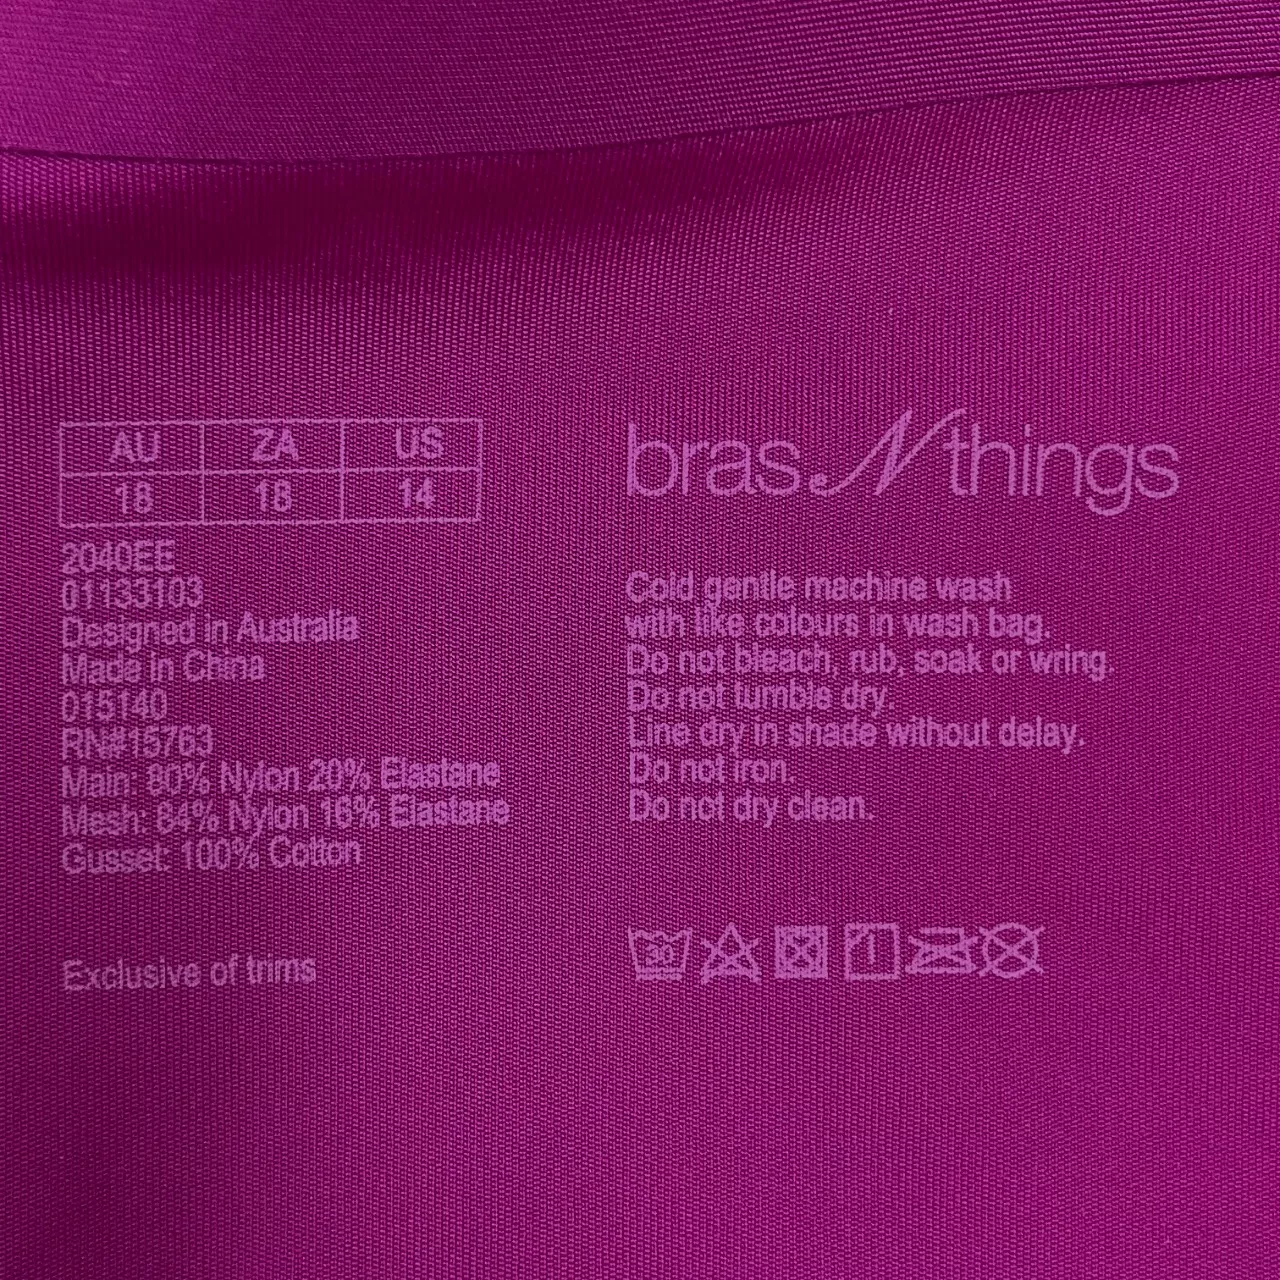 AU ZA US
18 18 14
2040EE
01133103
Designed in Australia
Made in China
015140
RN#15763
Main: 80% Nylon 20% Elastane
Mesh: 84% Nylon 16% Elastane
Gusset: 100% Cotton
Exclusive of trims
bras N things
Cold gentle machine wash
with like colours in wash bag.
Do not bleach, rub, soak or wring.
Do not tumble dry.
Line dry in shade without delay.
Do not iron.
Do not dry clean.
30